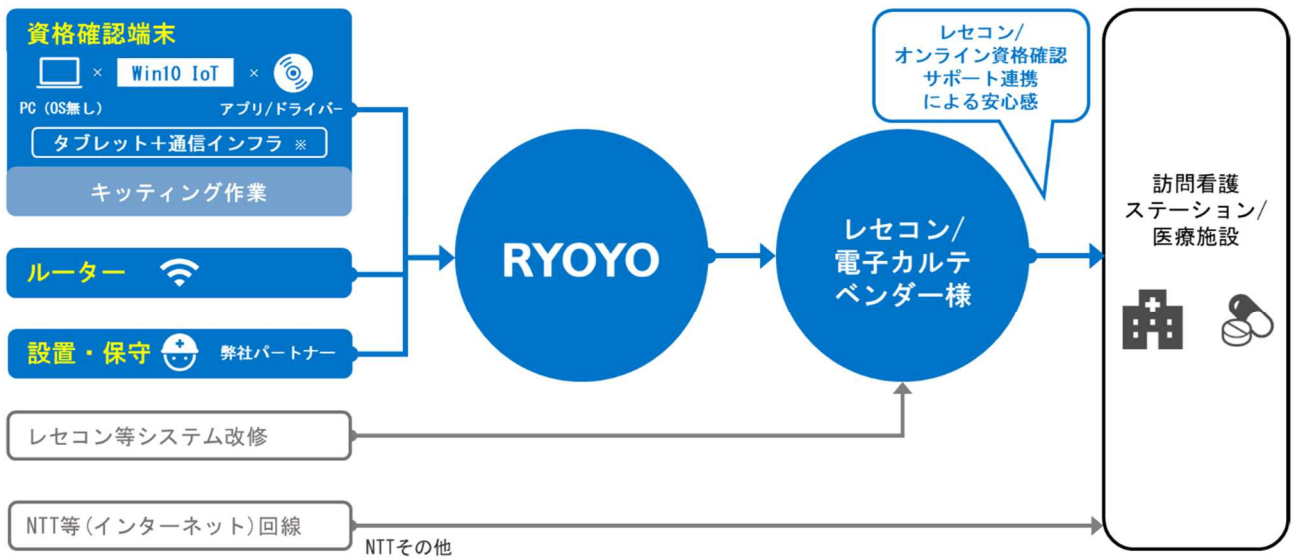 資格確認端末
× Win10 IoT ×
PC (OS無し) アプリ/ドライバー
タブレット＋通信インフラ ※
キッティング作業
ルーター
設置・保守 弊社パートナー
レセコン等システム改修
NTT等(インターネット)回線
NTTその他
RYOYO
レセコン/
電子カルテ
ベンダー様
レセコン/
オンライン資格確認
サポート連携
による安心感
訪問看護
ステーション/
医療施設